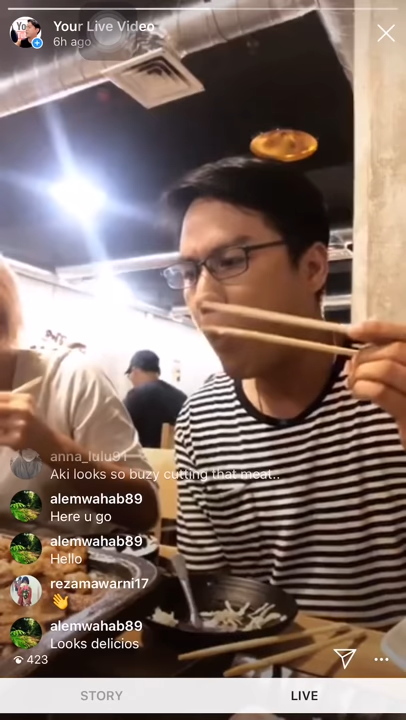 Your Live Video
6h ago
anna_lulu91
Aki looks so buzy cutting that meat..
alemwahab89
Here u go
alemwahab89
Hello
rezamawarni17
👋
alemwahab89
Looks delicios
423
STORY
LIVE